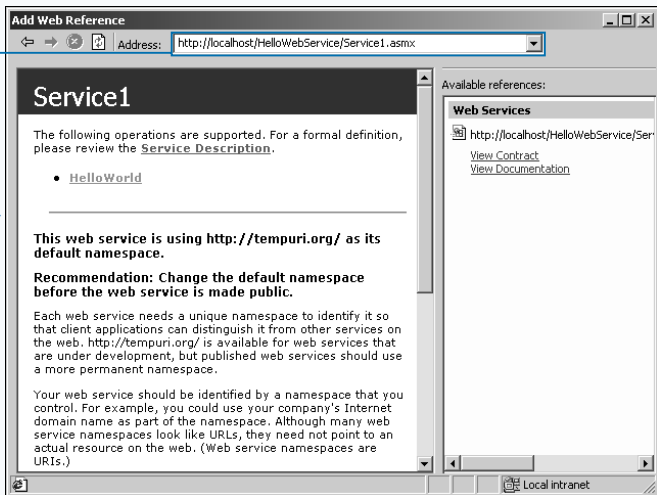 Add Web Reference
Address: http://localhost/HelloWebService/Service1.asmx
Service1
The following operations are supported. For a formal definition,
please review the Service Description.
• HelloWorld
This web service is using http://tempuri.org/ as its
default namespace.
Recommendation: Change the default namespace
before the web service is made public.
Each web service needs a unique namespace to identify it so
that client applications can distinguish it from other services on
the web. http://tempuri.org/ is available for web services that
are under development, but published web services should use
a more permanent namespace.
Your web service should be identified by a namespace that you
control. For example, you could use your company's Internet
domain name as part of the namespace. Although many web
service namespaces look like URLs, they need not point to an
actual resource on the web. (Web service namespaces are
URIs.)
Available references:
Web Services
http://localhost/HelloWebService/Ser
View Contract
View Documentation
Local intranet